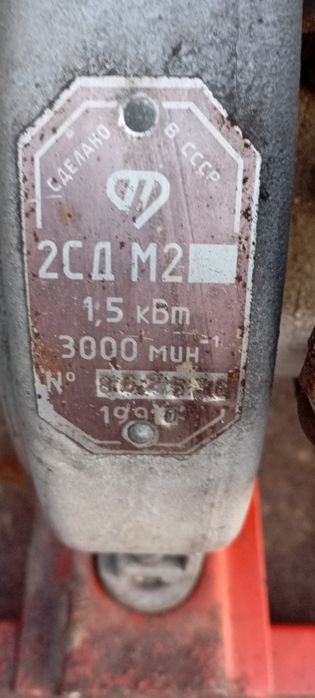 СДЕЛАНО В СССР
2СД М2
1,5 кВт
3000 мин⁻¹
№